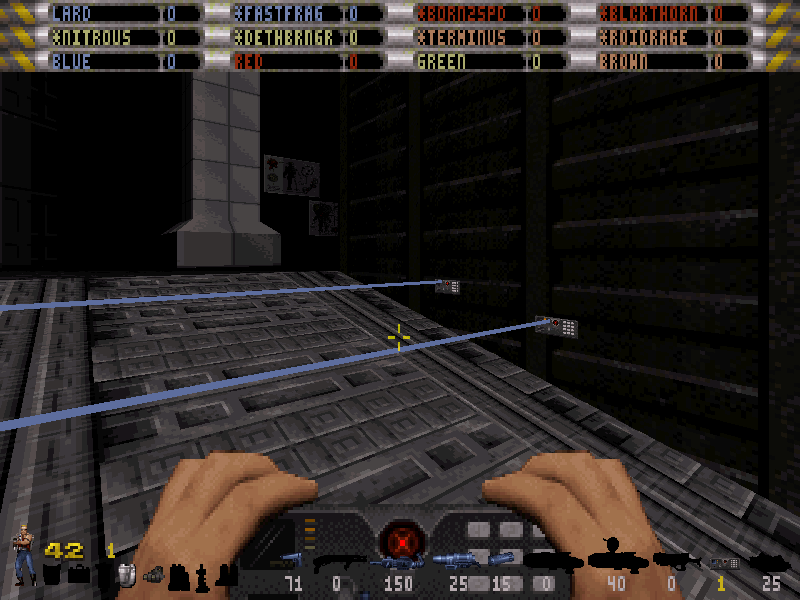 LARD 0 *FASTFRAG 0 *BORN2SPD 0 *BLCKTHORN 0
*NITROUS 0 *DETHBRNGR 0 *TERMINUS 0 *ROIDRAGE 0
BLUE 0 RED 0 GREEN 0 BROWN 0
42 1
71 0 150 25 15 0 40 0 1 25